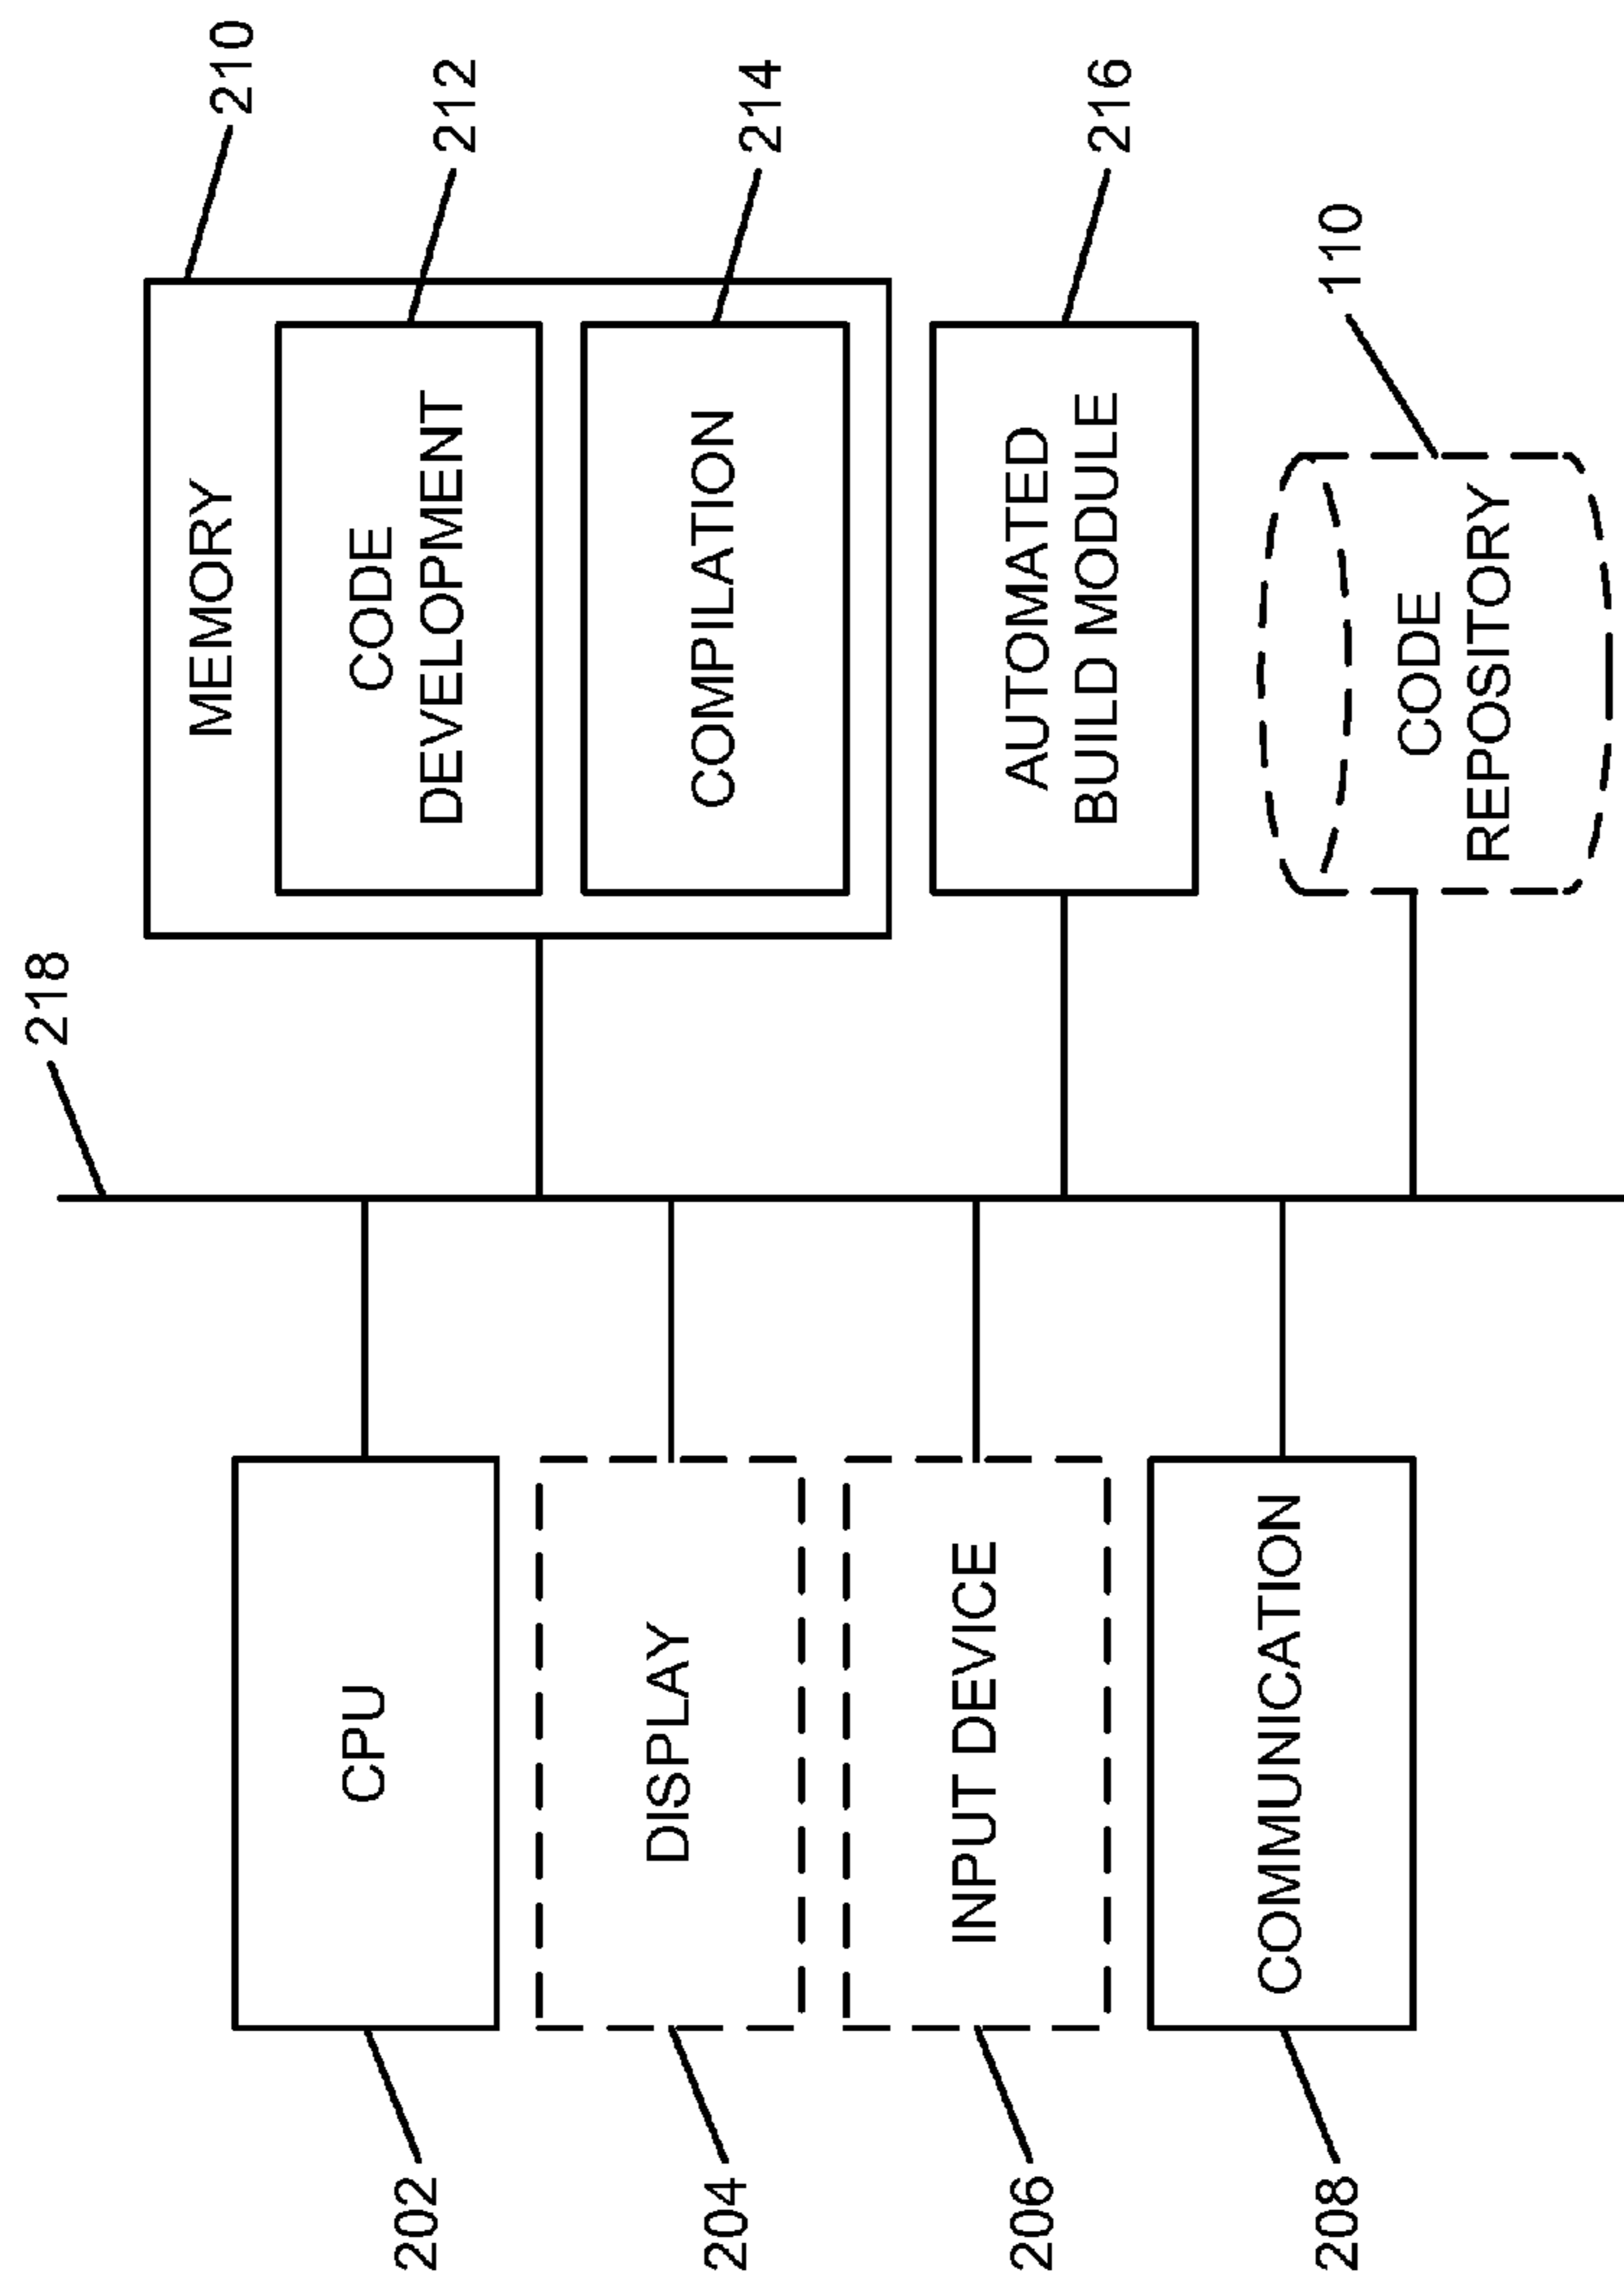 218
202
CPU
204
DISPLAY
206
INPUT DEVICE
208
COMMUNICATION
MEMORY
210
CODE
DEVELOPMENT
212
COMPILATION
214
AUTOMATED
BUILD MODULE
216
CODE
REPOSITORY
110